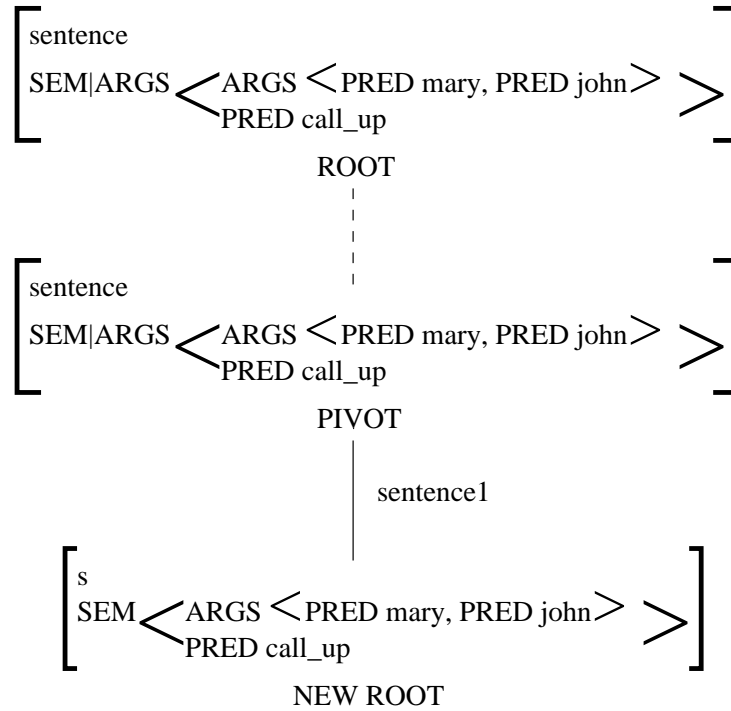 sentence
SEM|ARGS < ARGS < PRED mary, PRED john > >
PRED call_up
ROOT
sentence
SEM|ARGS < ARGS < PRED mary, PRED john > >
PRED call_up
PIVOT
sentence1
s
SEM < ARGS < PRED mary, PRED john > >
PRED call_up
NEW ROOT